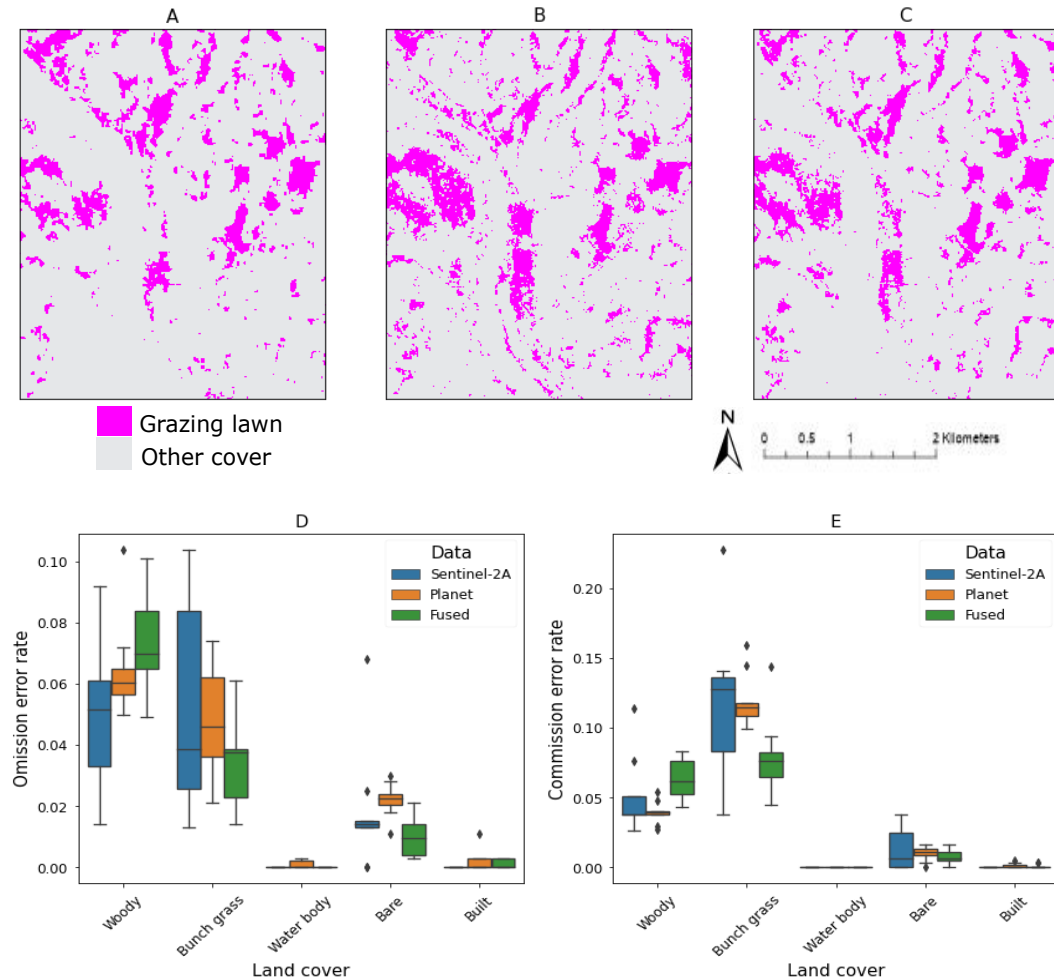 A
B
C
Grazing lawn
Other cover
N
0 0.5 1 2 Kilometers
D
Data
Sentinel-2A
Planet
Fused
Omission error rate
0.10
0.08
0.06
0.04
0.02
0.00
Woody
Bunch grass
Water body
Bare
Built
Land cover
E
Data
Sentinel-2A
Planet
Fused
Commission error rate
0.20
0.15
0.10
0.05
0.00
Woody
Bunch grass
Water body
Bare
Built
Land cover